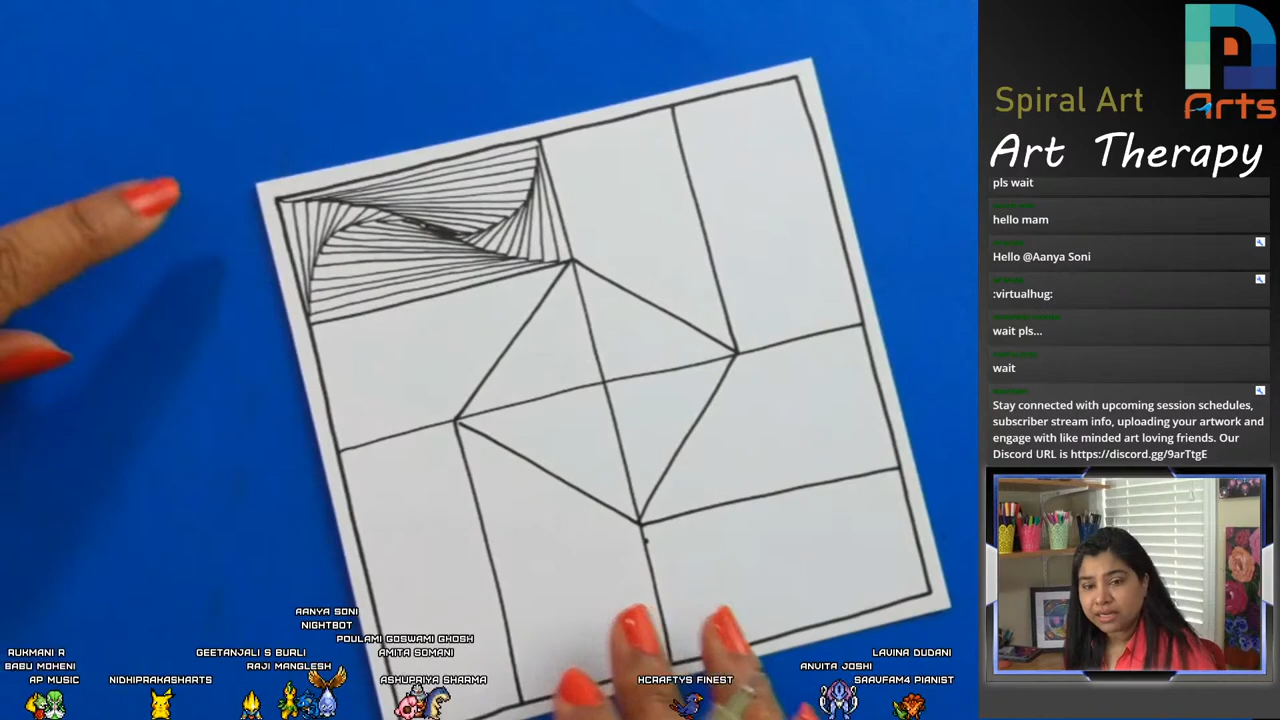 Spiral Art
Arts
Art Therapy
pls wait
hello mam
Hello @Aanya Soni
:virtualhug:
wait pls...
wait
Stay connected with upcoming session schedules,
subscriber stream info, uploading your artwork and
engage with like minded art loving friends. Our
Discord URL is https://discord.gg/9arTtgE
AANYA SONI
NIGHTBOT
POULAMI GOSWAMI GHOSH
RUKMANI R
GEETANJALI S BURLI
AMITA SOMANI
LAVINA DUDANI
BABU MOHENI
RAJI MANGLESH
ANVITA JOSHI
AP MUSIC
NIDHIPRAKASHARTS
ASHUPRIYA SHARMA
HCRAFTYS FINEST
SAAUFAM4 PIANIST